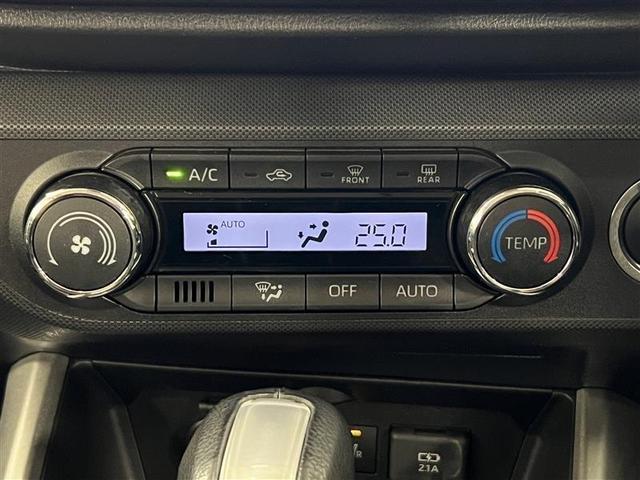 A/C
FRONT
REAR
AUTO
25.0
TEMP
OFF
AUTO
2.1A